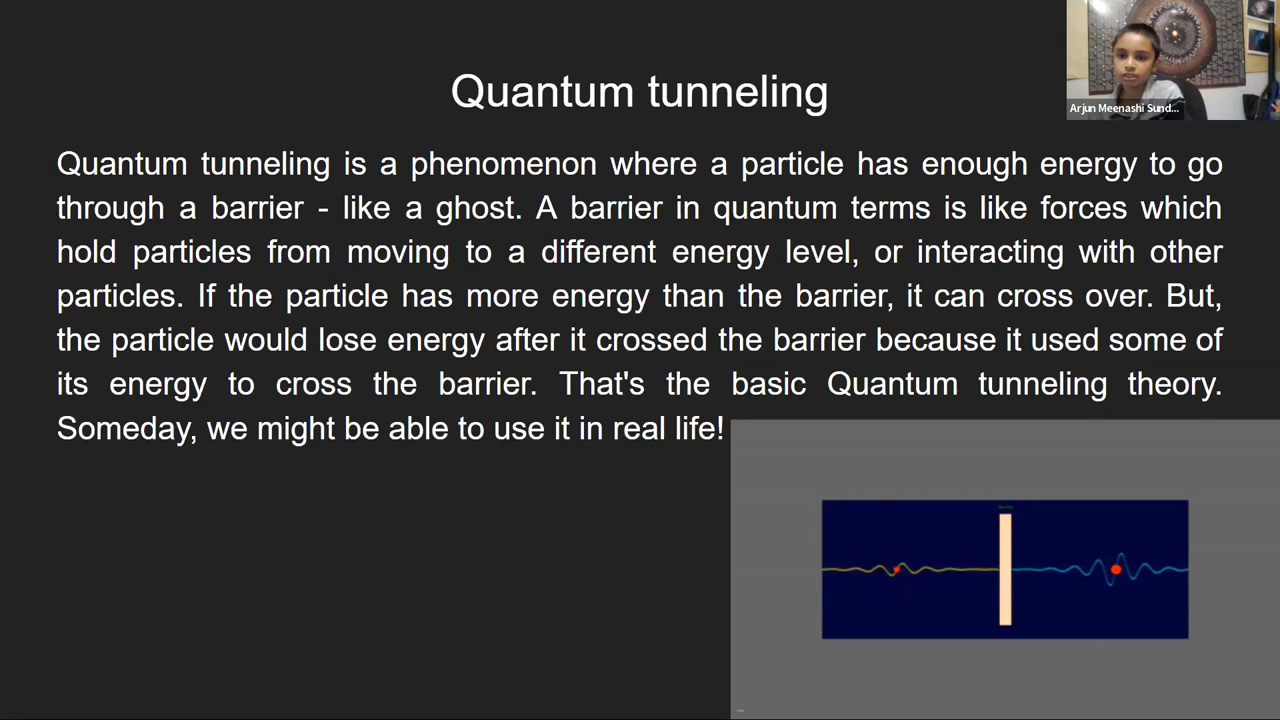 Quantum tunneling
Arjun Meenashi Sund...
Quantum tunneling is a phenomenon where a particle has enough energy to go
through a barrier - like a ghost. A barrier in quantum terms is like forces which
hold particles from moving to a different energy level, or interacting with other
particles. If the particle has more energy than the barrier, it can cross over. But,
the particle would lose energy after it crossed the barrier because it used some of
its energy to cross the barrier. That's the basic Quantum tunneling theory.
Someday, we might be able to use it in real life!